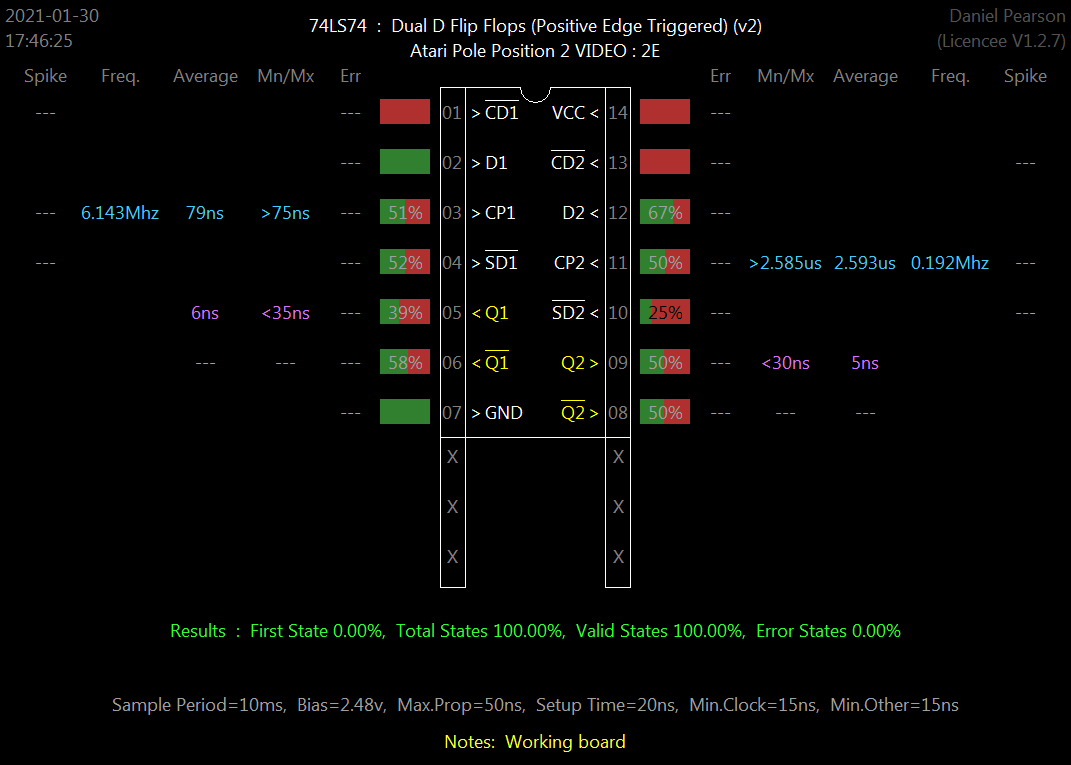 2021-01-30 74LS74 : Dual D Flip Flops (Positive Edge Triggered) (v2) Daniel Pearson
17:46:25 Atari Pole Position 2 VIDEO : 2E (Licencee V1.2.7)
Spike Freq. Average Mn/Mx Err Err Mn/Mx Average Freq. Spike
--- --- 01 > CD1 VCC < 14 ---
--- 02 > D1 CD2 < 13 --- ---
--- 6.143Mhz 79ns >75ns --- 51% 03 > CP1 D2 < 12 67% ---
--- --- 52% 04 > SD1 CP2 < 11 50% --- >2.585us 2.593us 0.192Mhz ---
6ns <35ns --- 39% 05 < Q1 SD2 < 10 25% --- ---
--- --- --- 58% 06 < Q1 Q2 > 09 50% --- <30ns 5ns
--- 07 > GND Q2 > 08 50% --- --- ---
X X
X X
X X
Results : First State 0.00%, Total States 100.00%, Valid States 100.00%, Error States 0.00%
Sample Period=10ms, Bias=2.48v, Max.Prop=50ns, Setup Time=20ns, Min.Clock=15ns, Min.Other=15ns
Notes: Working board